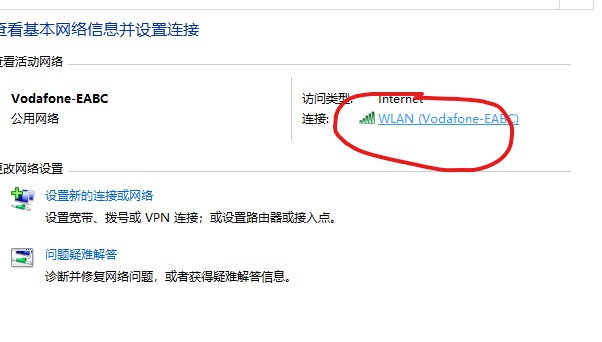 查看基本网络信息并设置连接
查看活动网络
Vodafone-EABC
公用网络
访问类型: Internet
连接: WLAN (Vodafone-EABC)
更改网络设置
设置新的连接或网络
设置宽带、拨号或 VPN 连接；或设置路由器或接入点。
问题疑难解答
诊断并修复网络问题，或者获得疑难解答信息。